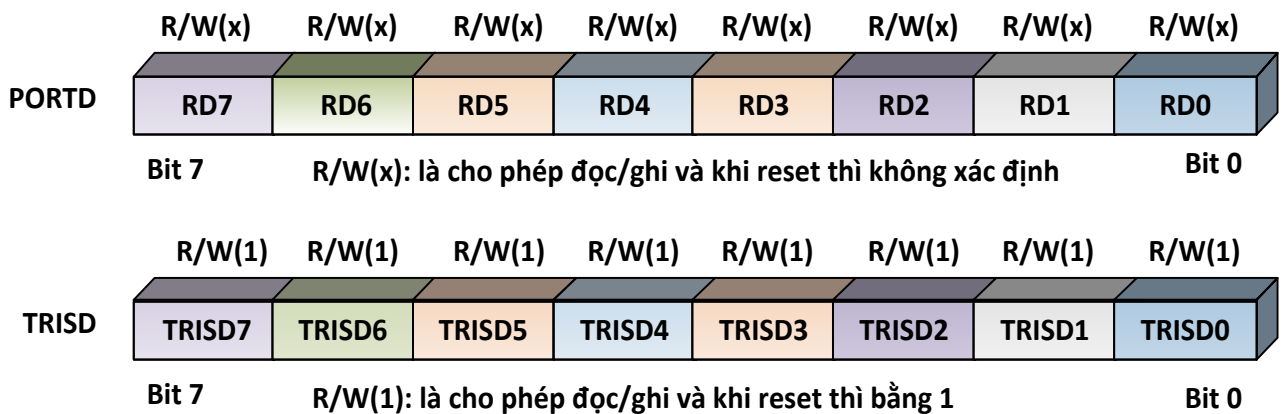 R/W(x) R/W(x) R/W(x) R/W(x) R/W(x) R/W(x) R/W(x) R/W(x)
PORTD RD7 RD6 RD5 RD4 RD3 RD2 RD1 RD0
Bit 7 R/W(x): là cho phép đọc/ghi và khi reset thì không xác định Bit 0
R/W(1) R/W(1) R/W(1) R/W(1) R/W(1) R/W(1) R/W(1) R/W(1)
TRISD TRISD7 TRISD6 TRISD5 TRISD4 TRISD3 TRISD2 TRISD1 TRISD0
Bit 7 R/W(1): là cho phép đọc/ghi và khi reset thì bằng 1 Bit 0